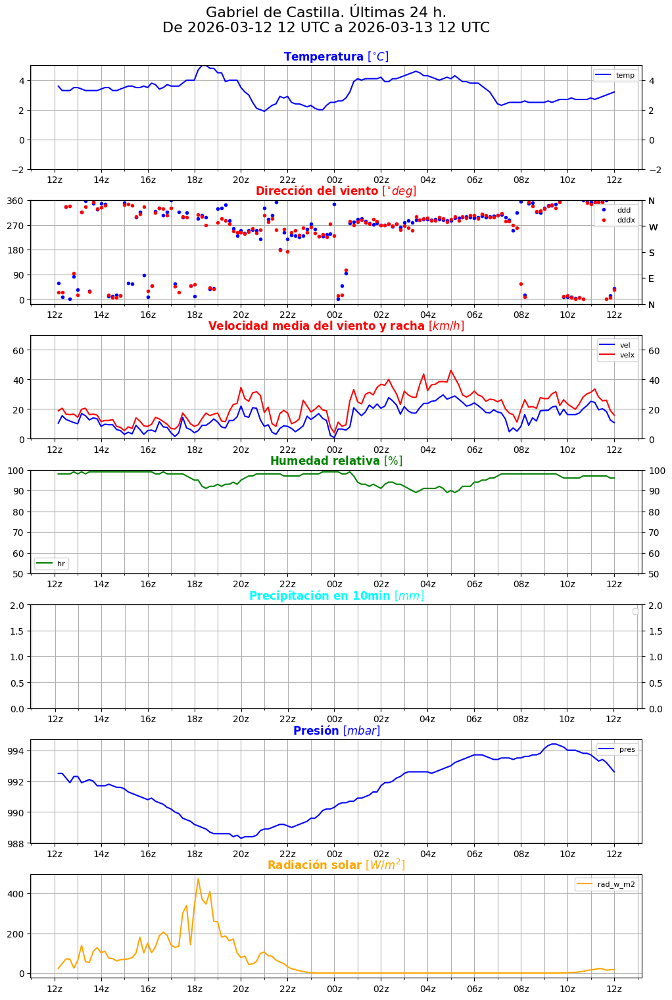 Gabriel de Castilla. Últimas 24 h.
De 2026-03-12 12 UTC a 2026-03-13 12 UTC
Temperatura [°C]
4
2
0
−2
temp
4
2
0
−2
12z 14z 16z 18z 20z 22z 00z 02z 04z 06z 08z 10z 12z
Dirección del viento [°deg]
360
270
180
90
0
ddd
dddx
N
W
S
E
N
12z 14z 16z 18z 20z 22z 00z 02z 04z 06z 08z 10z 12z
Velocidad media del viento y racha [km/h]
60
40
20
0
vel
velx
60
40
20
0
12z 14z 16z 18z 20z 22z 00z 02z 04z 06z 08z 10z 12z
Humedad relativa [%]
100
90
80
70
60
50
hr
100
90
80
70
60
50
12z 14z 16z 18z 20z 22z 00z 02z 04z 06z 08z 10z 12z
Precipitación en 10min [mm]
2.0
1.5
1.0
0.5
0.0
2.0
1.5
1.0
0.5
0.0
12z 14z 16z 18z 20z 22z 00z 02z 04z 06z 08z 10z 12z
Presión [mbar]
994
992
990
988
pres
12z 14z 16z 18z 20z 22z 00z 02z 04z 06z 08z 10z 12z
Radiación solar [W/m²]
400
200
0
rad_w_m2
12z 14z 16z 18z 20z 22z 00z 02z 04z 06z 08z 10z 12z